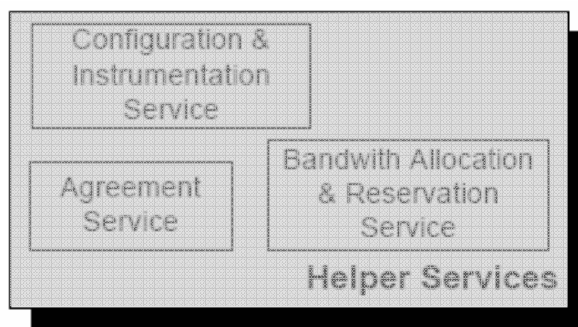 Configuration &
Instrumentation
Service
Agreement
Service
Bandwith Allocation
& Reservation
Service
Helper Services